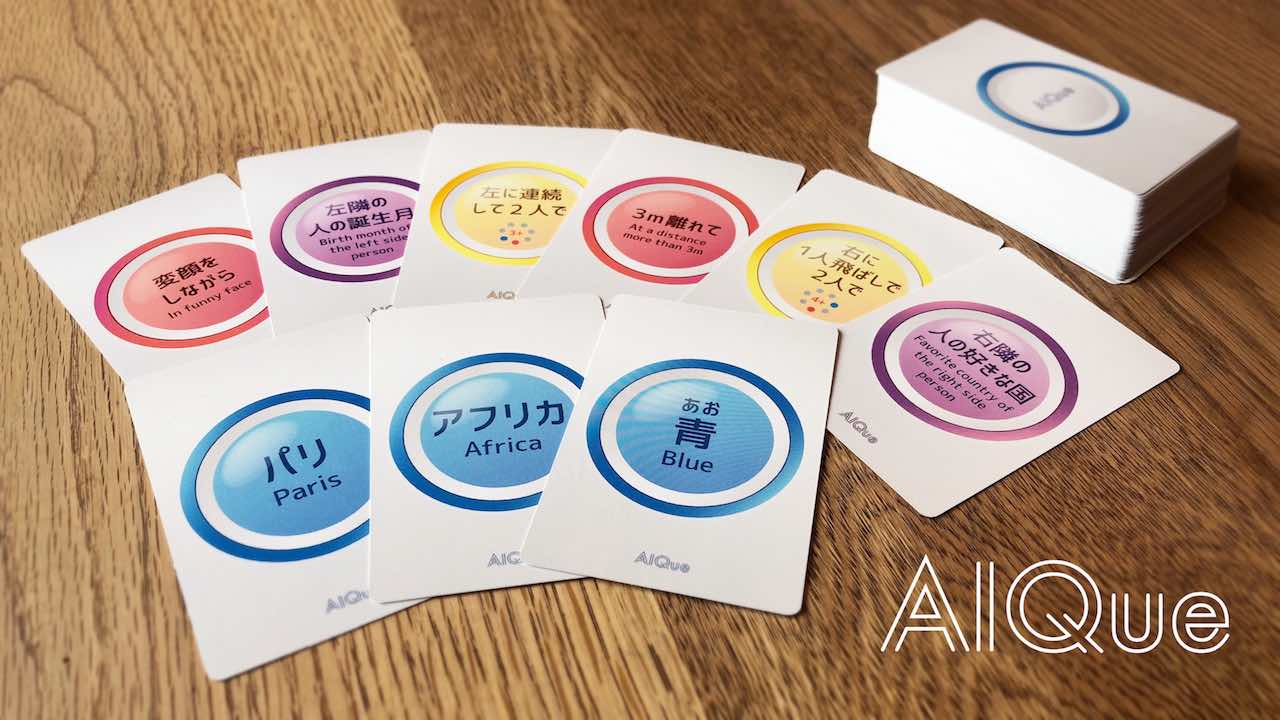 AIQue
変顔を
しながら
In funny face
左隣の
人の誕生月
Birth month of
the left side
person
左に連続
して2人で
3+
AIQ
3m離れて
At a distance
more than 3m
右に
1人飛ばしで
2人で
4+
右隣の
人の好きな国
Favorite country of
the right side
person
AIQue
パリ
Paris
AIQu
アフリカ
Africa
AIQ
あお
青
Blue
AIQue
AIQue